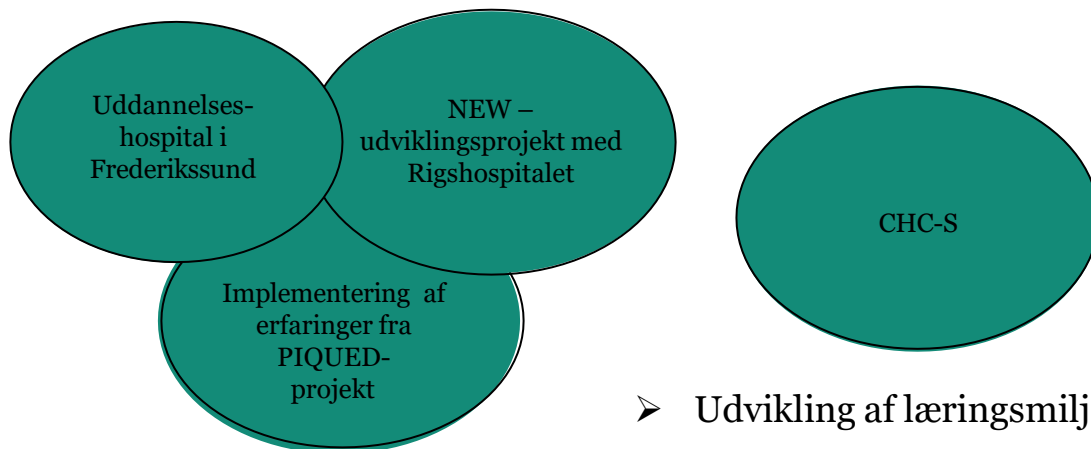 Uddannelses-
hospital i
Frederikssund
NEW –
udviklingsprojekt med
Rigshospitalet
Implementering af
erfaringer fra
PIQUED-
projekt
CHC-S
➢ Udvikling af læringsmilj